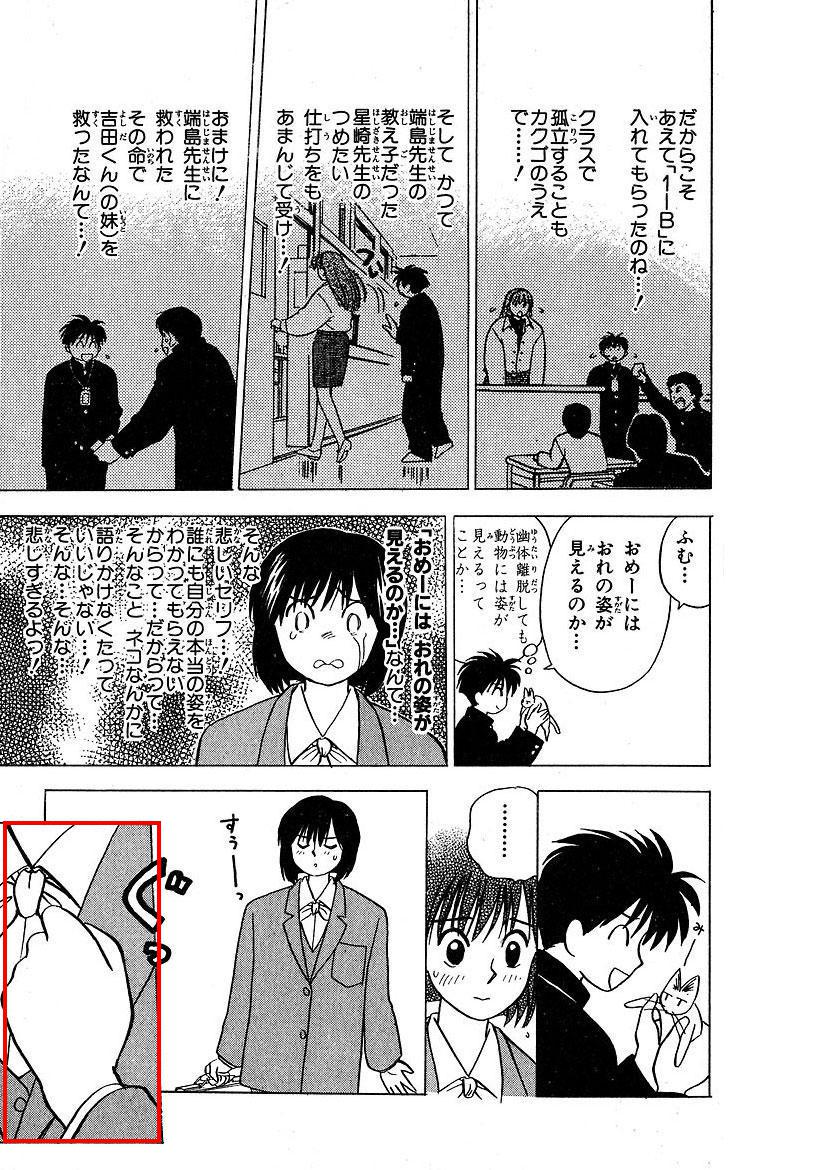 だからこそ
あえて「1―B」に
入れてもらったのね…！
クラスで
孤立することも
カクゴのうえ
で……！
そして かつて
端島先生の
教え子だった
星崎先生の
つめたい
仕打ちをも
あまんじて受け…！
つい
おまけに！
端島先生に
救われた
その命で
吉田くん(の妹)を
救ったなんて…！
ふむ…
おめーには
おれの姿が
見えるのか…
幽体離脱しても
動物には姿が
見えるって
ことか…
「おめーには おれの姿が
見えるのか…」なんて…
そんな
悲しいセリフ…！
誰にも自分の本当の姿を
わかってもらえない
からって…だからって…
そんなこと ネコなんかに
語りかけなくたって
いいじゃない…！
そんな…そんな…
悲しすぎるよっ！
みー
………
すぅーっ